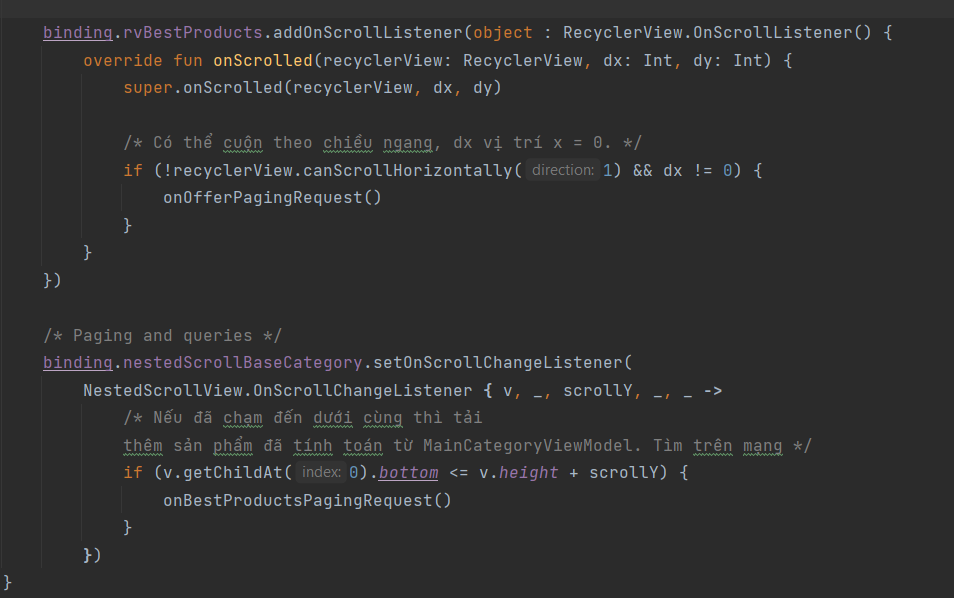 binding.rvBestProducts.addOnScrollListener(object : RecyclerView.OnScrollListener() {
override fun onScrolled(recyclerView: RecyclerView, dx: Int, dy: Int) {
super.onScrolled(recyclerView, dx, dy)
/* Có thể cuộn theo chiều ngang, dx vị trí x = 0. */
if (!recyclerView.canScrollHorizontally( direction: 1) && dx != 0) {
onOfferPagingRequest()
}
}
})
/* Paging and queries */
binding.nestedScrollBaseCategory.setOnScrollChangeListener(
NestedScrollView.OnScrollChangeListener { v, _, scrollY, _, _ ->
/* Nếu đã chạm đến dưới cùng thì tải
thêm sản phẩm đã tính toán từ MainCategoryViewModel. Tìm trên mạng */
if (v.getChildAt( index: 0).bottom <= v.height + scrollY) {
onBestProductsPagingRequest()
}
})
}